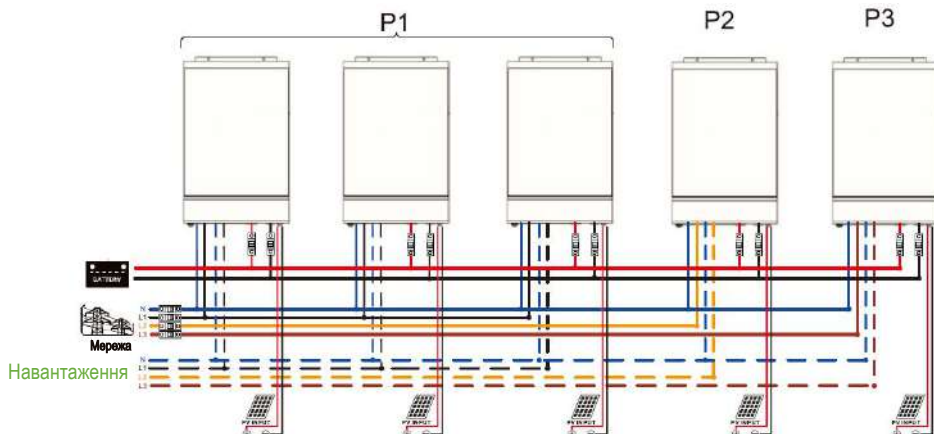 P1
P2
P3
BATTERY
N
L1
L2
L3
Мережа
N
L1
L2
L3
Навантаження
PV INPUT
PV INPUT
PV INPUT
PV INPUT
PV INPUT